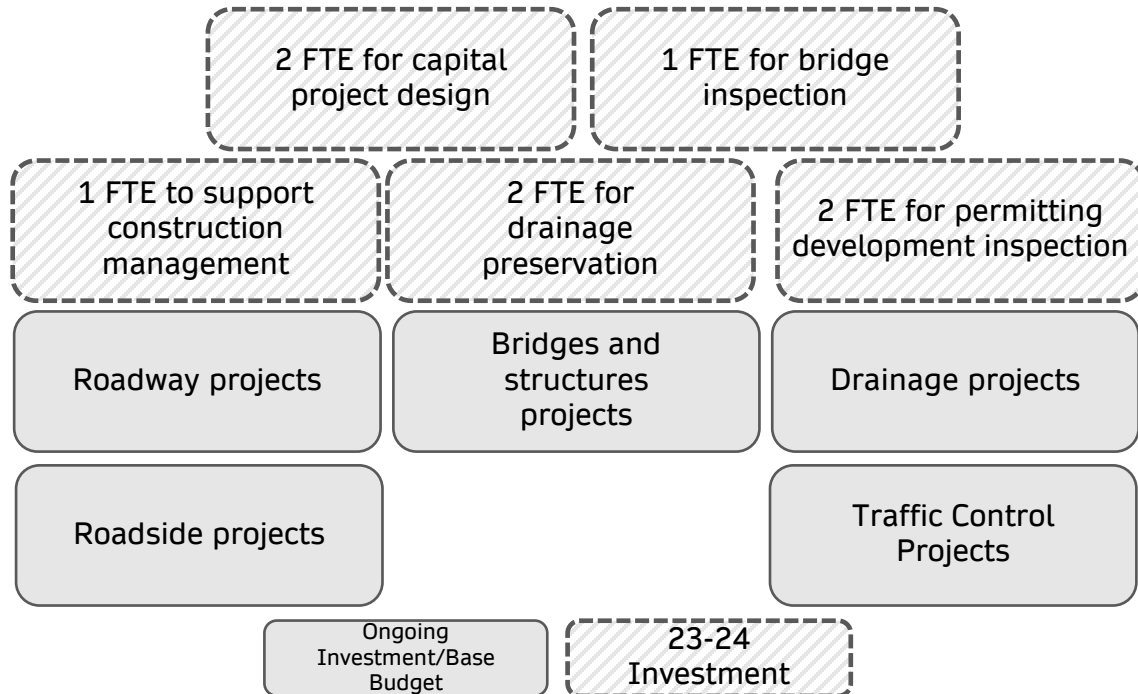 2 FTE for capital
project design
1 FTE for bridge
inspection
1 FTE to support
construction
management
2 FTE for
drainage
preservation
2 FTE for permitting
development inspection
Roadway projects
Bridges and
structures
projects
Drainage projects
Roadside projects
Traffic Control
Projects
Ongoing
Investment/Base
Budget
23-24
Investment